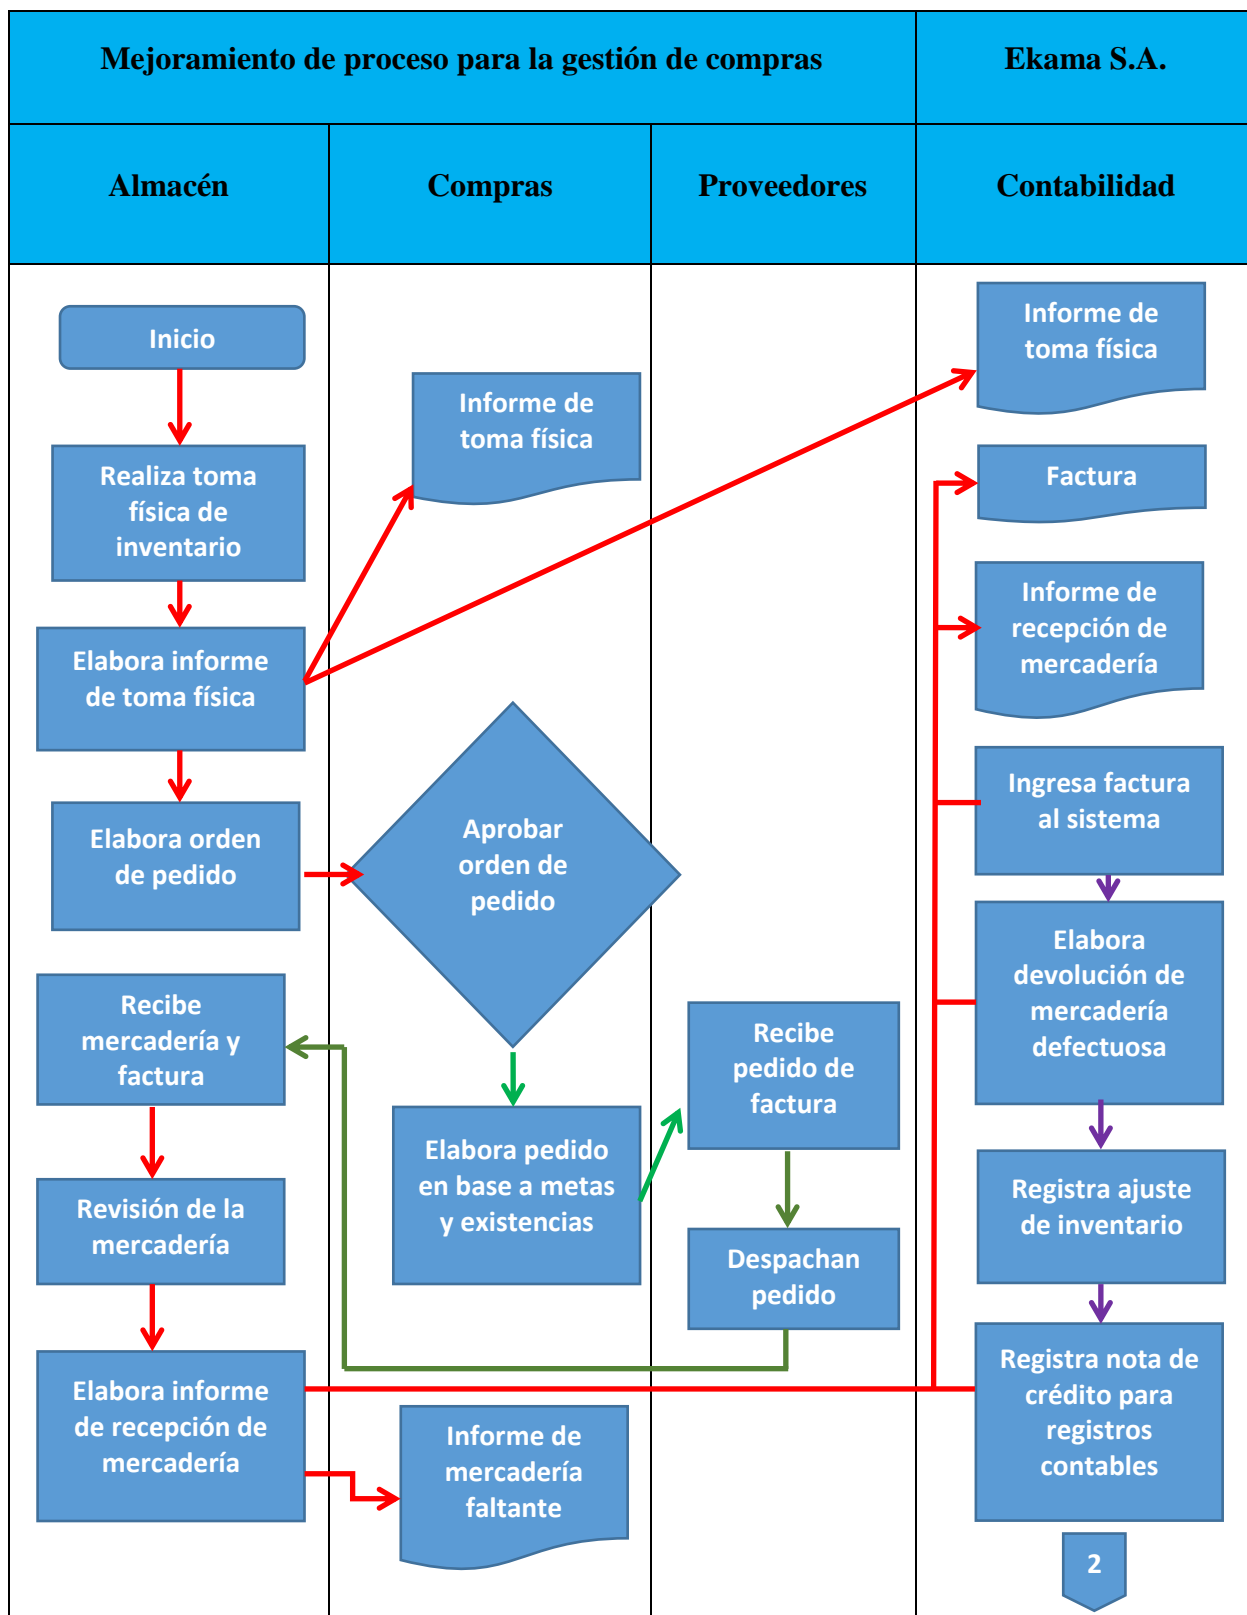 Mejoramiento de proceso para la gestión de compras
Ekama S.A.
Almacén
Compras
Proveedores
Contabilidad
Inicio
Realiza toma
física de
inventario
Elabora informe
de toma física
Elabora orden
de pedido
Recibe
mercadería y
factura
Revisión de la
mercadería
Elabora informe
de recepción de
mercadería
Informe de
toma física
Aprobar
orden de
pedido
Elabora pedido
en base a metas
y existencias
Informe de
mercadería
faltante
Recibe
pedido de
factura
Despachan
pedido
Informe de
toma física
Factura
Informe de
recepción de
mercadería
Ingresa factura
al sistema
Elabora
devolución de
mercadería
defectuosa
Registra ajuste
de inventario
Registra nota de
crédito para
registros
contables
2